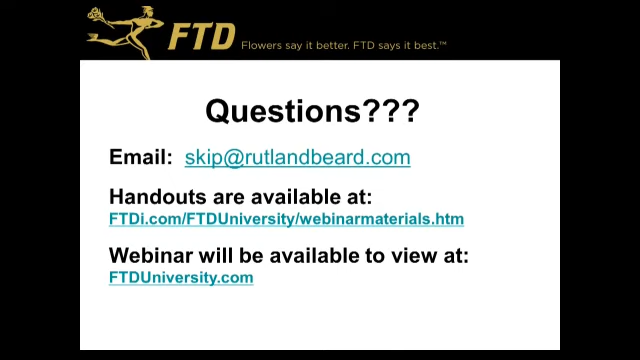 FTD Flowers say it better. FTD says it best.™
Questions???
Email: skip@rutlandbeard.com
Handouts are available at:
FTDi.com/FTDUniversity/webinarmaterials.htm
Webinar will be available to view at:
FTDUniversity.com